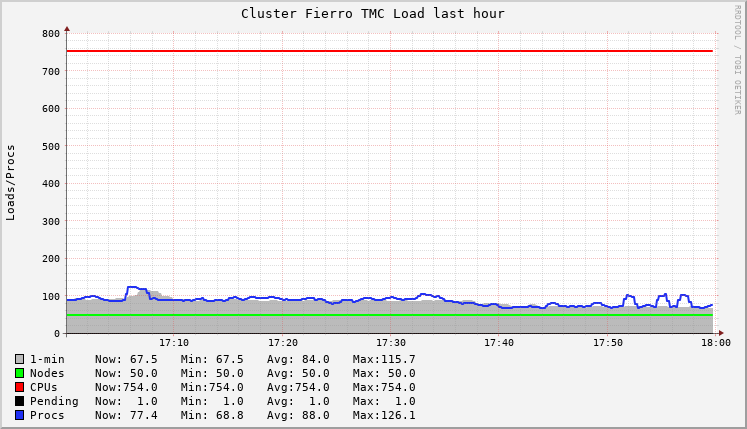 Cluster Fierro TMC Load last hour
RRDTOOL / TOBI OETIKER
Loads/Procs
800
700
600
500
400
300
200
100
0
17:10 17:20 17:30 17:40 17:50 18:00
1-min Now: 67.5 Min: 67.5 Avg: 84.0 Max:115.7
Nodes Now: 50.0 Min: 50.0 Avg: 50.0 Max: 50.0
CPUs Now:754.0 Min:754.0 Avg:754.0 Max:754.0
Pending Now: 1.0 Min: 1.0 Avg: 1.0 Max: 1.0
Procs Now: 77.4 Min: 68.8 Avg: 88.0 Max:126.1